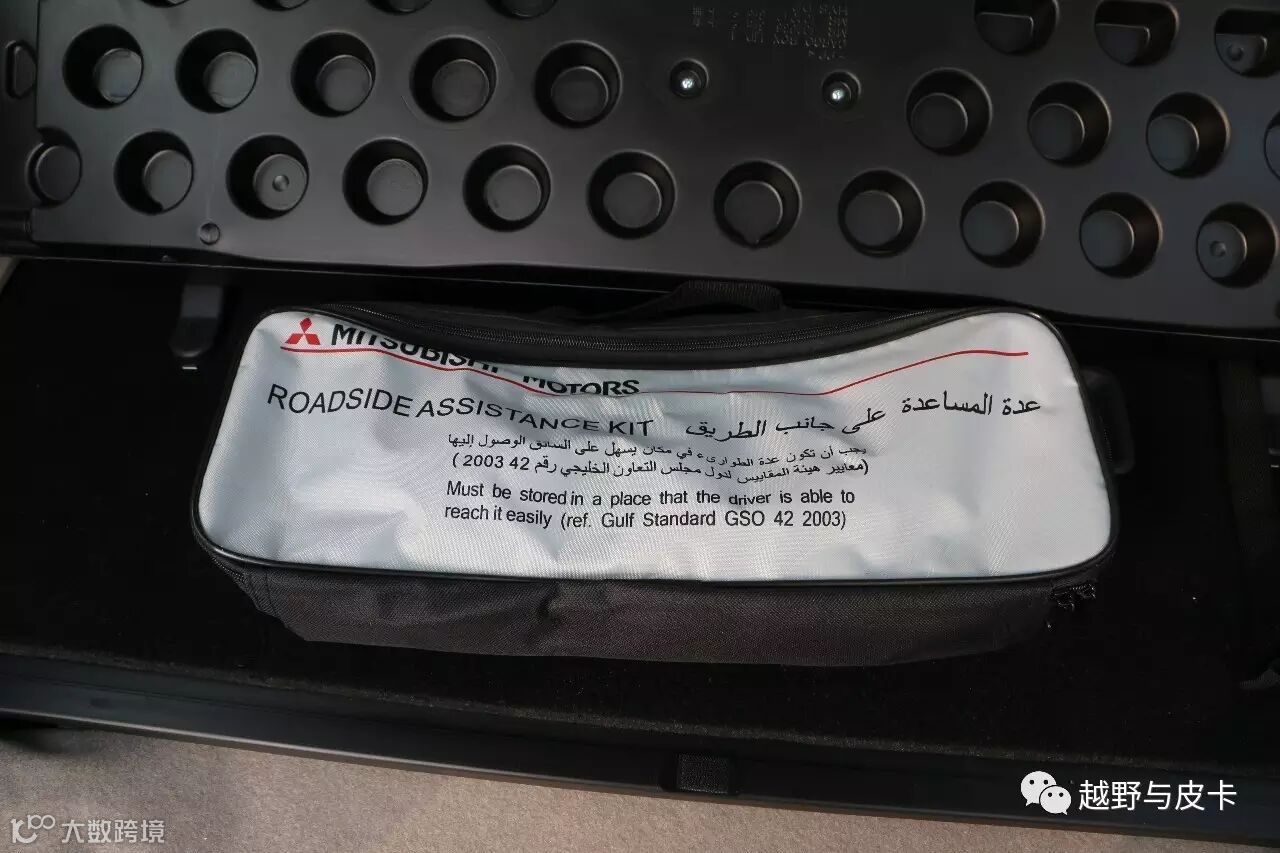 MITSUBISHI MOTORS
ROADSIDE ASSISTANCE KIT عدة المساعدة على جانب الطريق
يجب أن تكون عدة الطوارىء في مكان يسهل على السائق الوصول إليها
(معايير هيئة المقاييس لدول مجلس التعاون الخليجي رقم 42 2003 )
Must be stored in a place that the driver is able to
reach it easily (ref. Gulf Standard GSO 42 2003)
越野与皮卡
大数跨境